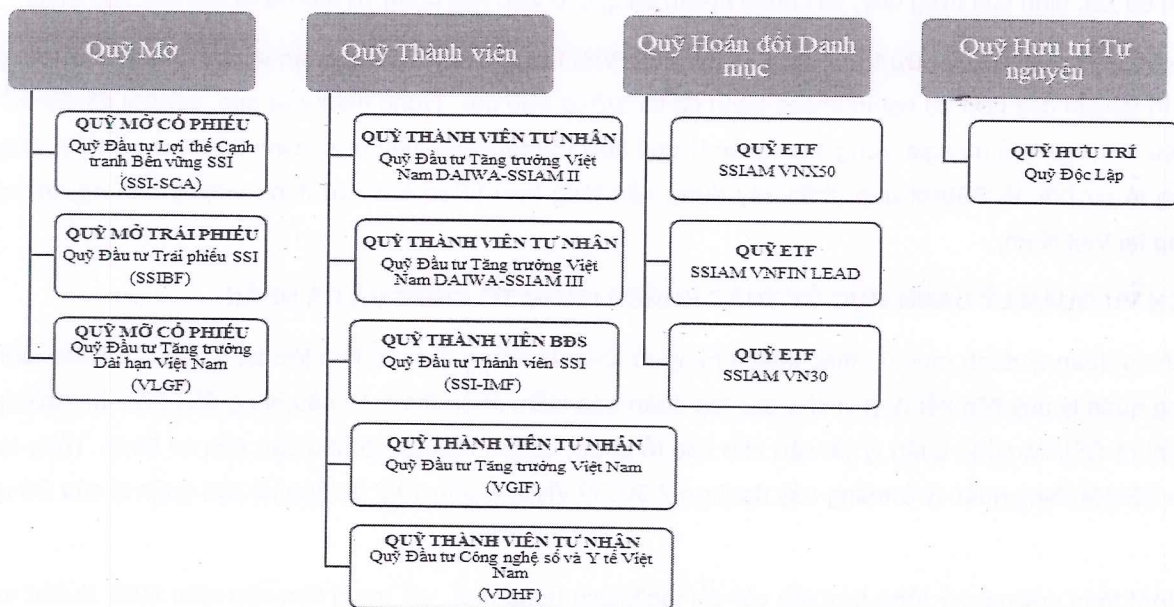 Quỹ Mở
QUỸ MỞ CỔ PHIẾU
Quỹ Đầu tư Lợi thế Cạnh
tranh Bền vững SSI
(SSI-SCA)
QUỸ MỞ TRÁI PHIẾU
Quỹ Đầu tư Trái phiếu SSI
(SSIBF)
QUỸ MỞ CỔ PHIẾU
Quỹ Đầu tư Tăng trưởng
Dài hạn Việt Nam
(VLGF)
Quỹ Thành viên
QUỸ THÀNH VIÊN TƯ NHÂN
Quỹ Đầu tư Tăng trưởng Việt
Nam DAIWA-SSIAM II
QUỸ THÀNH VIÊN TƯ NHÂN
Quỹ Đầu tư Tăng trưởng Việt
Nam DAIWA-SSIAM III
QUỸ THÀNH VIÊN BĐS
Quỹ Đầu tư Thành viên SSI
(SSI-IMF)
QUỸ THÀNH VIÊN TƯ NHÂN
Quỹ Đầu tư Tăng trưởng Việt Nam
(VGIF)
QUỸ THÀNH VIÊN TƯ NHÂN
Quỹ Đầu tư Công nghệ số và Y tế Việt
Nam
(VDHF)
Quỹ Hoán đổi Danh
mục
QUỸ ETF
SSIAM VNX50
QUỸ ETF
SSIAM VNFIN LEAD
QUỸ ETF
SSIAM VN30
Quỹ Hưu trí Tự
nguyện
QUỸ HƯU TRÍ
Quỹ Độc Lập